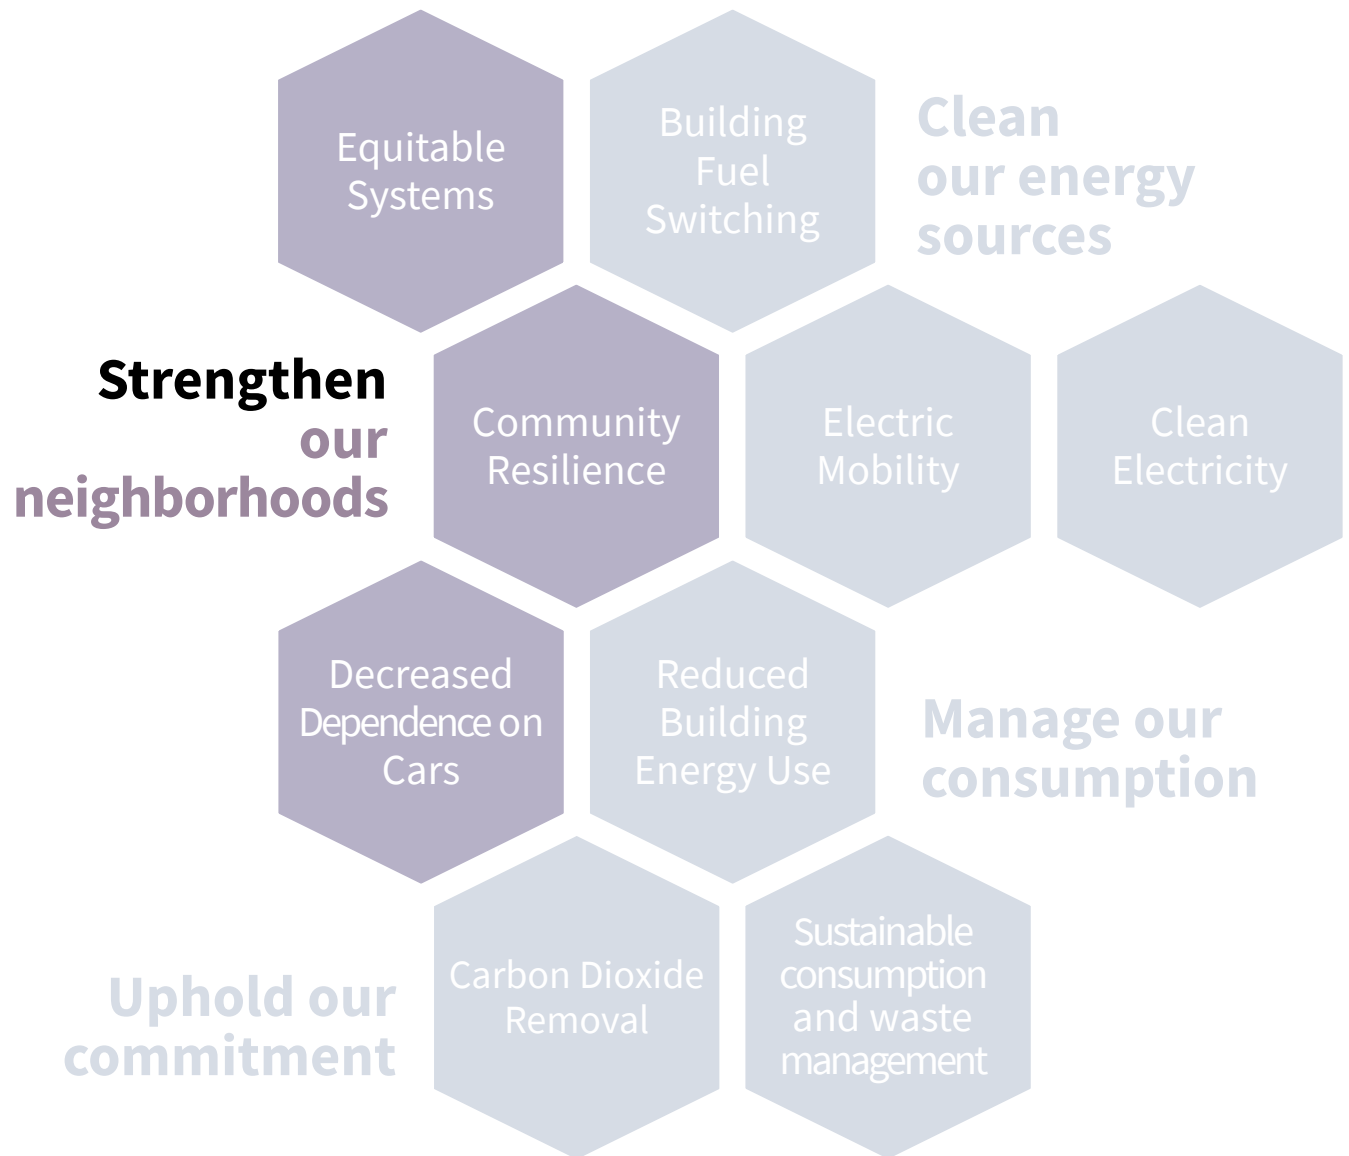 Equitable
Systems
Building
Fuel
Switching
Clean
our energy
sources
Strengthen
our
neighborhoods
Community
Resilience
Electric
Mobility
Clean
Electricity
Decreased
Dependence on
Cars
Reduced
Building
Energy Use
Manage our
consumption
Uphold our
commitment
Carbon Dioxide
Removal
Sustainable
consumption
and waste
management